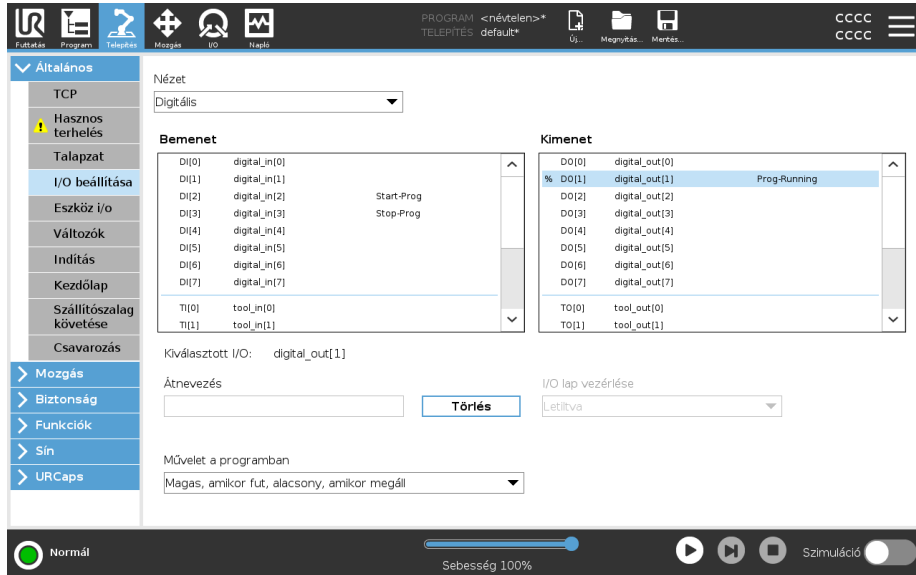 Futtatás
Program
Telepítés
Mozgás
I/O
Napló
PROGRAM <névtelen>*
TELEPÍTÉS default*
Új...
Megnyitás...
Mentés...
cccc
cccc
Általános
TCP
Hasznos
terhelés
Talapzat
I/O beállítása
Eszköz i/o
Változók
Indítás
Kezdőlap
Szállítószalag
követése
Csavarozás
Mozgás
Biztonság
Funkciók
Sín
URCaps
Nézet
Digitális
Bemenet
DI[0] digital_in[0]
DI[1] digital_in[1]
DI[2] digital_in[2] Start-Prog
DI[3] digital_in[3] Stop-Prog
DI[4] digital_in[4]
DI[5] digital_in[5]
DI[6] digital_in[6]
DI[7] digital_in[7]
TI[0] tool_in[0]
TI[1] tool_in[1]
Kimenet
DO[0] digital_out[0]
% DO[1] digital_out[1] Prog-Running
DO[2] digital_out[2]
DO[3] digital_out[3]
DO[4] digital_out[4]
DO[5] digital_out[5]
DO[6] digital_out[6]
DO[7] digital_out[7]
TO[0] tool_out[0]
TO[1] tool_out[1]
Kiválasztott I/O: digital_out[1]
Átnevezés
Törlés
I/O lap vezérlése
Letiltva
Művelet a programban
Magas, amikor fut, alacsony, amikor megáll
Normál
Sebesség 100%
Szimuláció